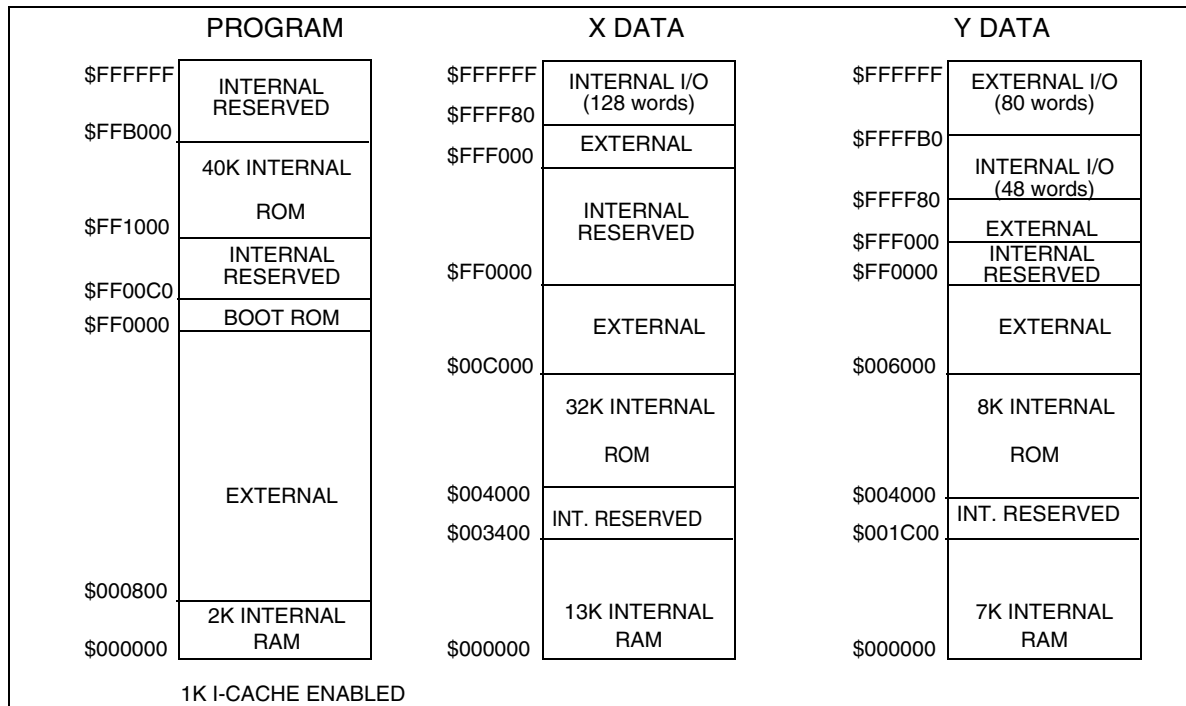 PROGRAM
$FFFFFF
INTERNAL
RESERVED
$FFB000
40K INTERNAL
ROM
$FF1000
INTERNAL
RESERVED
$FF00C0
BOOT ROM
$FF0000
EXTERNAL
$000800
2K INTERNAL
RAM
$000000
1K I-CACHE ENABLED
X DATA
$FFFFFF
INTERNAL I/O
(128 words)
$FFFF80
EXTERNAL
$FFF000
INTERNAL
RESERVED
$FF0000
EXTERNAL
$00C000
32K INTERNAL
ROM
$004000
INT. RESERVED
$003400
13K INTERNAL
RAM
$000000
Y DATA
$FFFFFF
EXTERNAL I/O
(80 words)
$FFFFB0
INTERNAL I/O
(48 words)
$FFFF80
EXTERNAL
$FFF000
INTERNAL
RESERVED
$FF0000
EXTERNAL
$006000
8K INTERNAL
ROM
$004000
INT. RESERVED
$001C00
7K INTERNAL
RAM
$000000